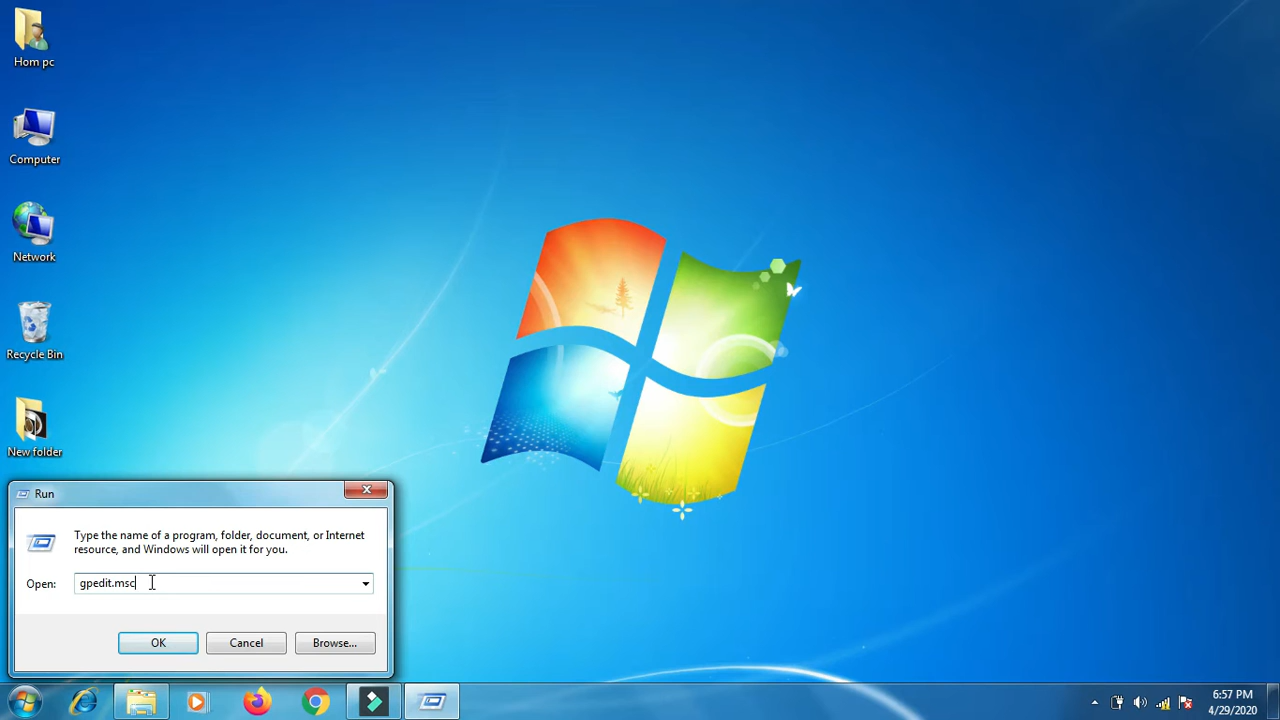 Hom pc
Computer
Network
Recycle Bin
New folder
Run
Type the name of a program, folder, document, or Internet
resource, and Windows will open it for you.
Open: gpedit.msc
OK Cancel Browse...
6:57 PM
4/29/2020